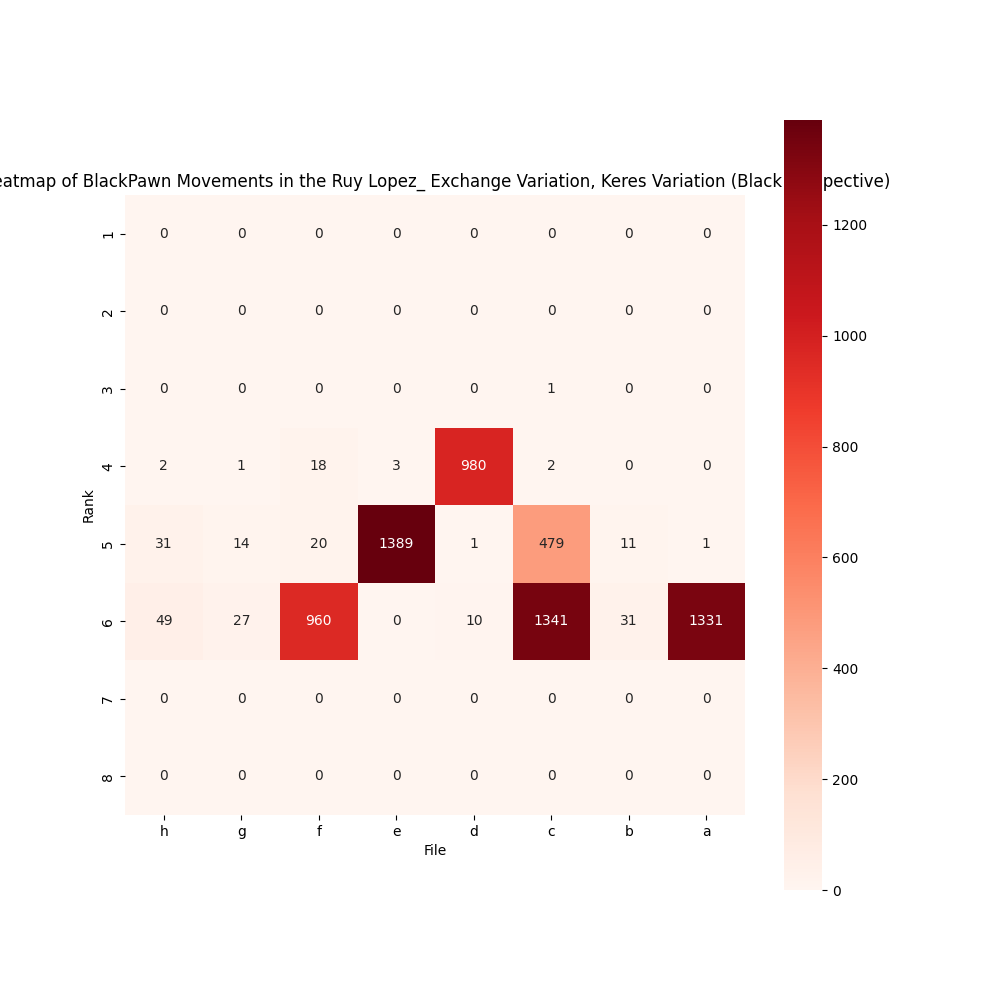 eatmap of BlackPawn Movements in the Ruy Lopez_ Exchange Variation, Keres Variation (Black pective)
1 0 0 0 0 0 0 0 0
2 0 0 0 0 0 0 0 0
3 0 0 0 0 0 1 0 0
4 2 1 18 3 980 2 0 0
5 31 14 20 1389 1 479 11 1
6 49 27 960 0 10 1341 31 1331
7 0 0 0 0 0 0 0 0
8 0 0 0 0 0 0 0 0
Rank
h g f e d c b a
File
1200
1000
800
600
400
200
0